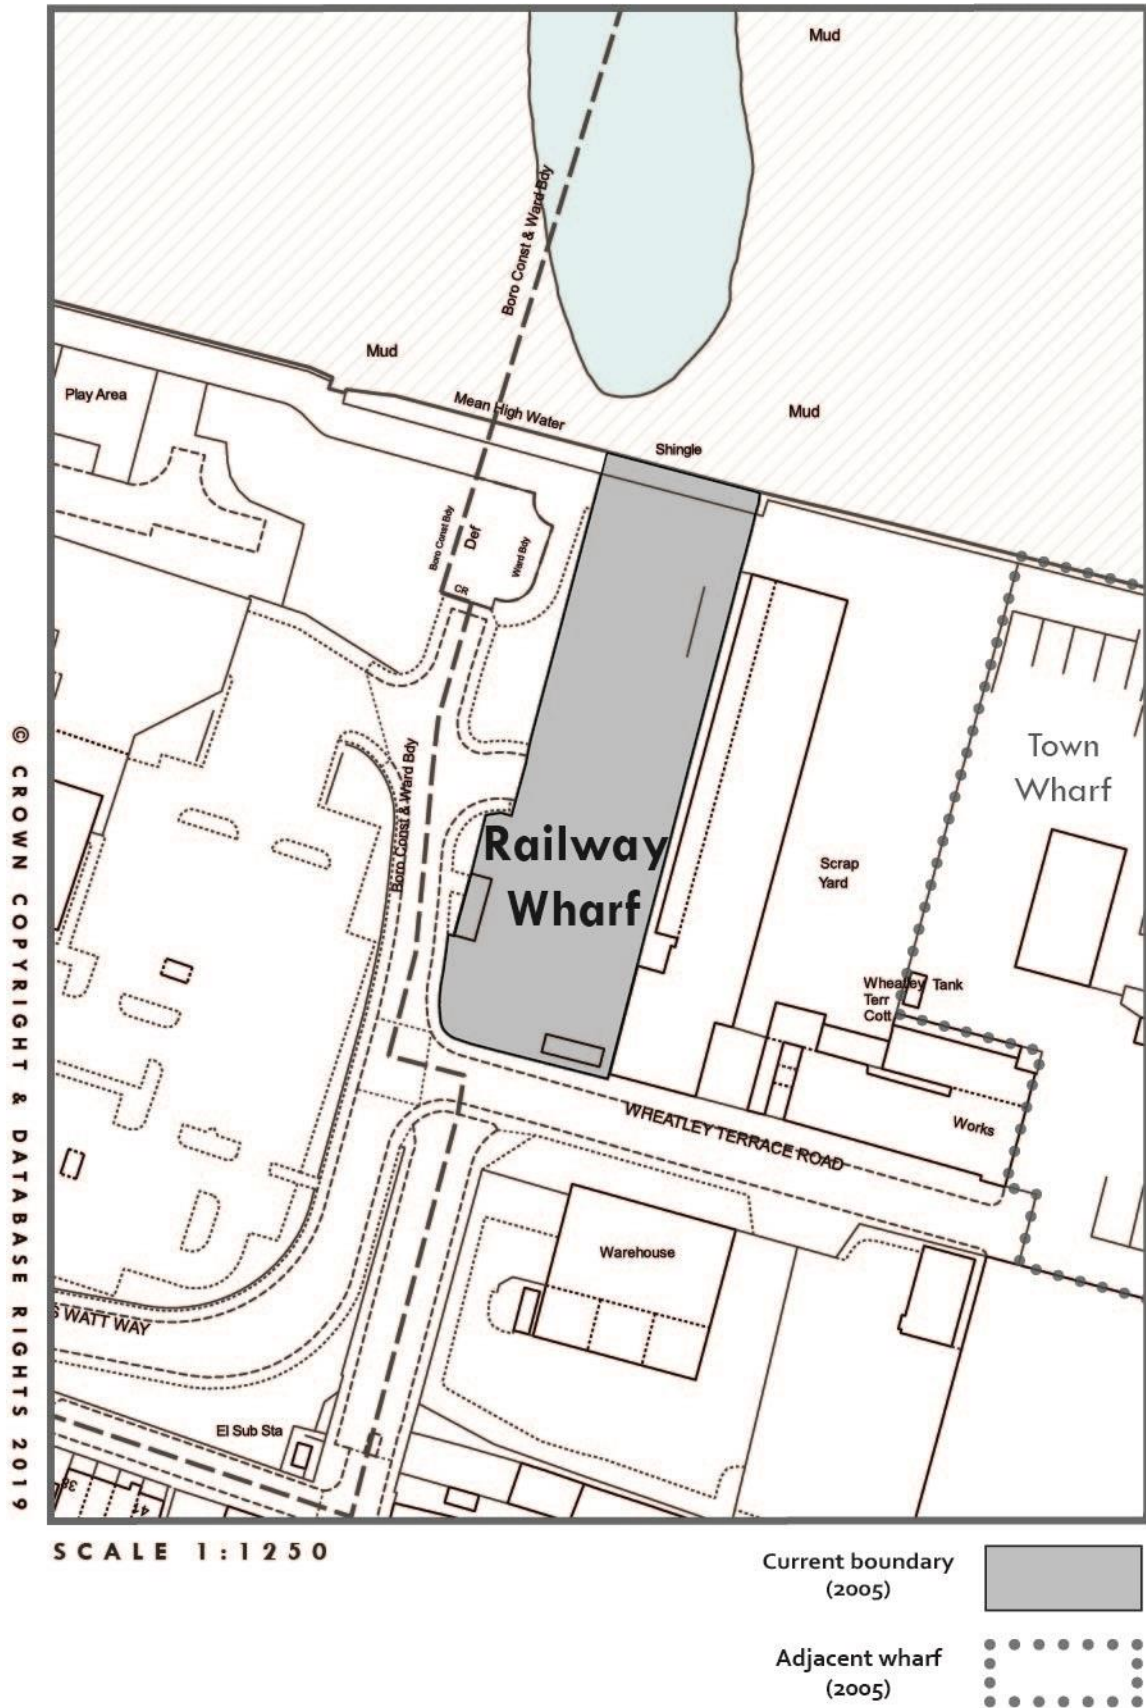 Mud
Boro Const & Ward Bdy
Mud
Play Area
Mean High Water
Mud
Shingle
Boro Const Bdy
Def
Ward Bdy
CR
Town
Wharf
Boro Const & Ward Bdy
Railway
Wharf
Scrap
Yard
Wheatley
Terr
Cott
Tank
WHEATLEY TERRACE ROAD
Works
Warehouse
S WATT WAY
El Sub Sta
38
41
© CROWN COPYRIGHT & DATABASE RIGHTS 2019
SCALE 1:1250
Current boundary
(2005)
Adjacent wharf
(2005)